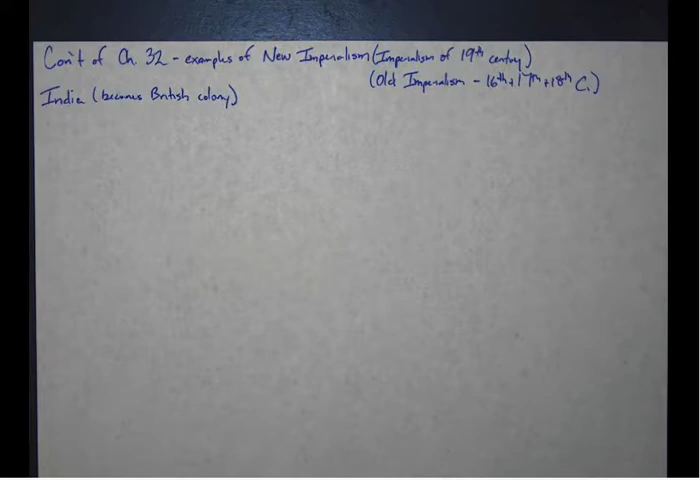 Con't of Ch. 32 - examples of New Imperialism (Imperialism of 19th century)
(Old Imperialism - 16th + 17th + 18th C.)
India (becomes British colony)